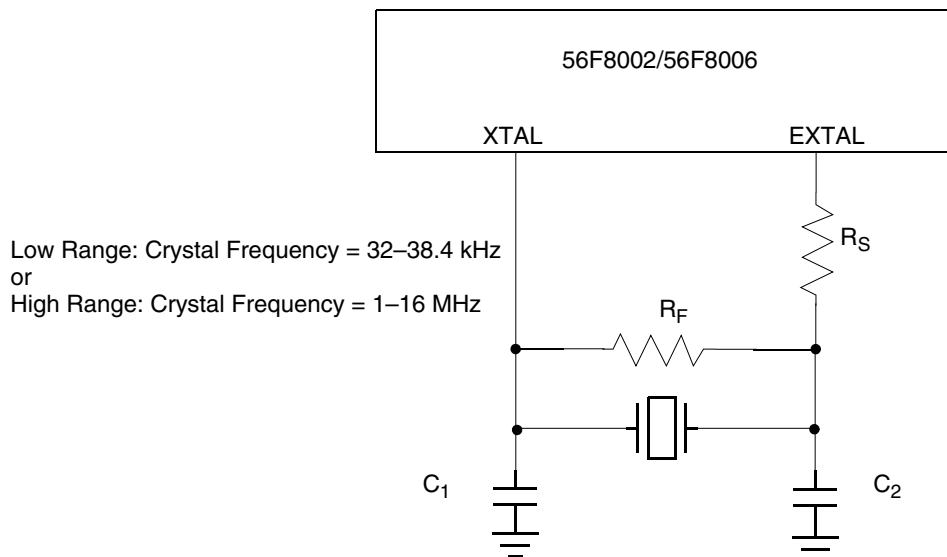 56F8002/56F8006
XTAL
EXTAL
Low Range: Crystal Frequency = 32–38.4 kHz
or
High Range: Crystal Frequency = 1–16 MHz
RS
RF
C1
C2